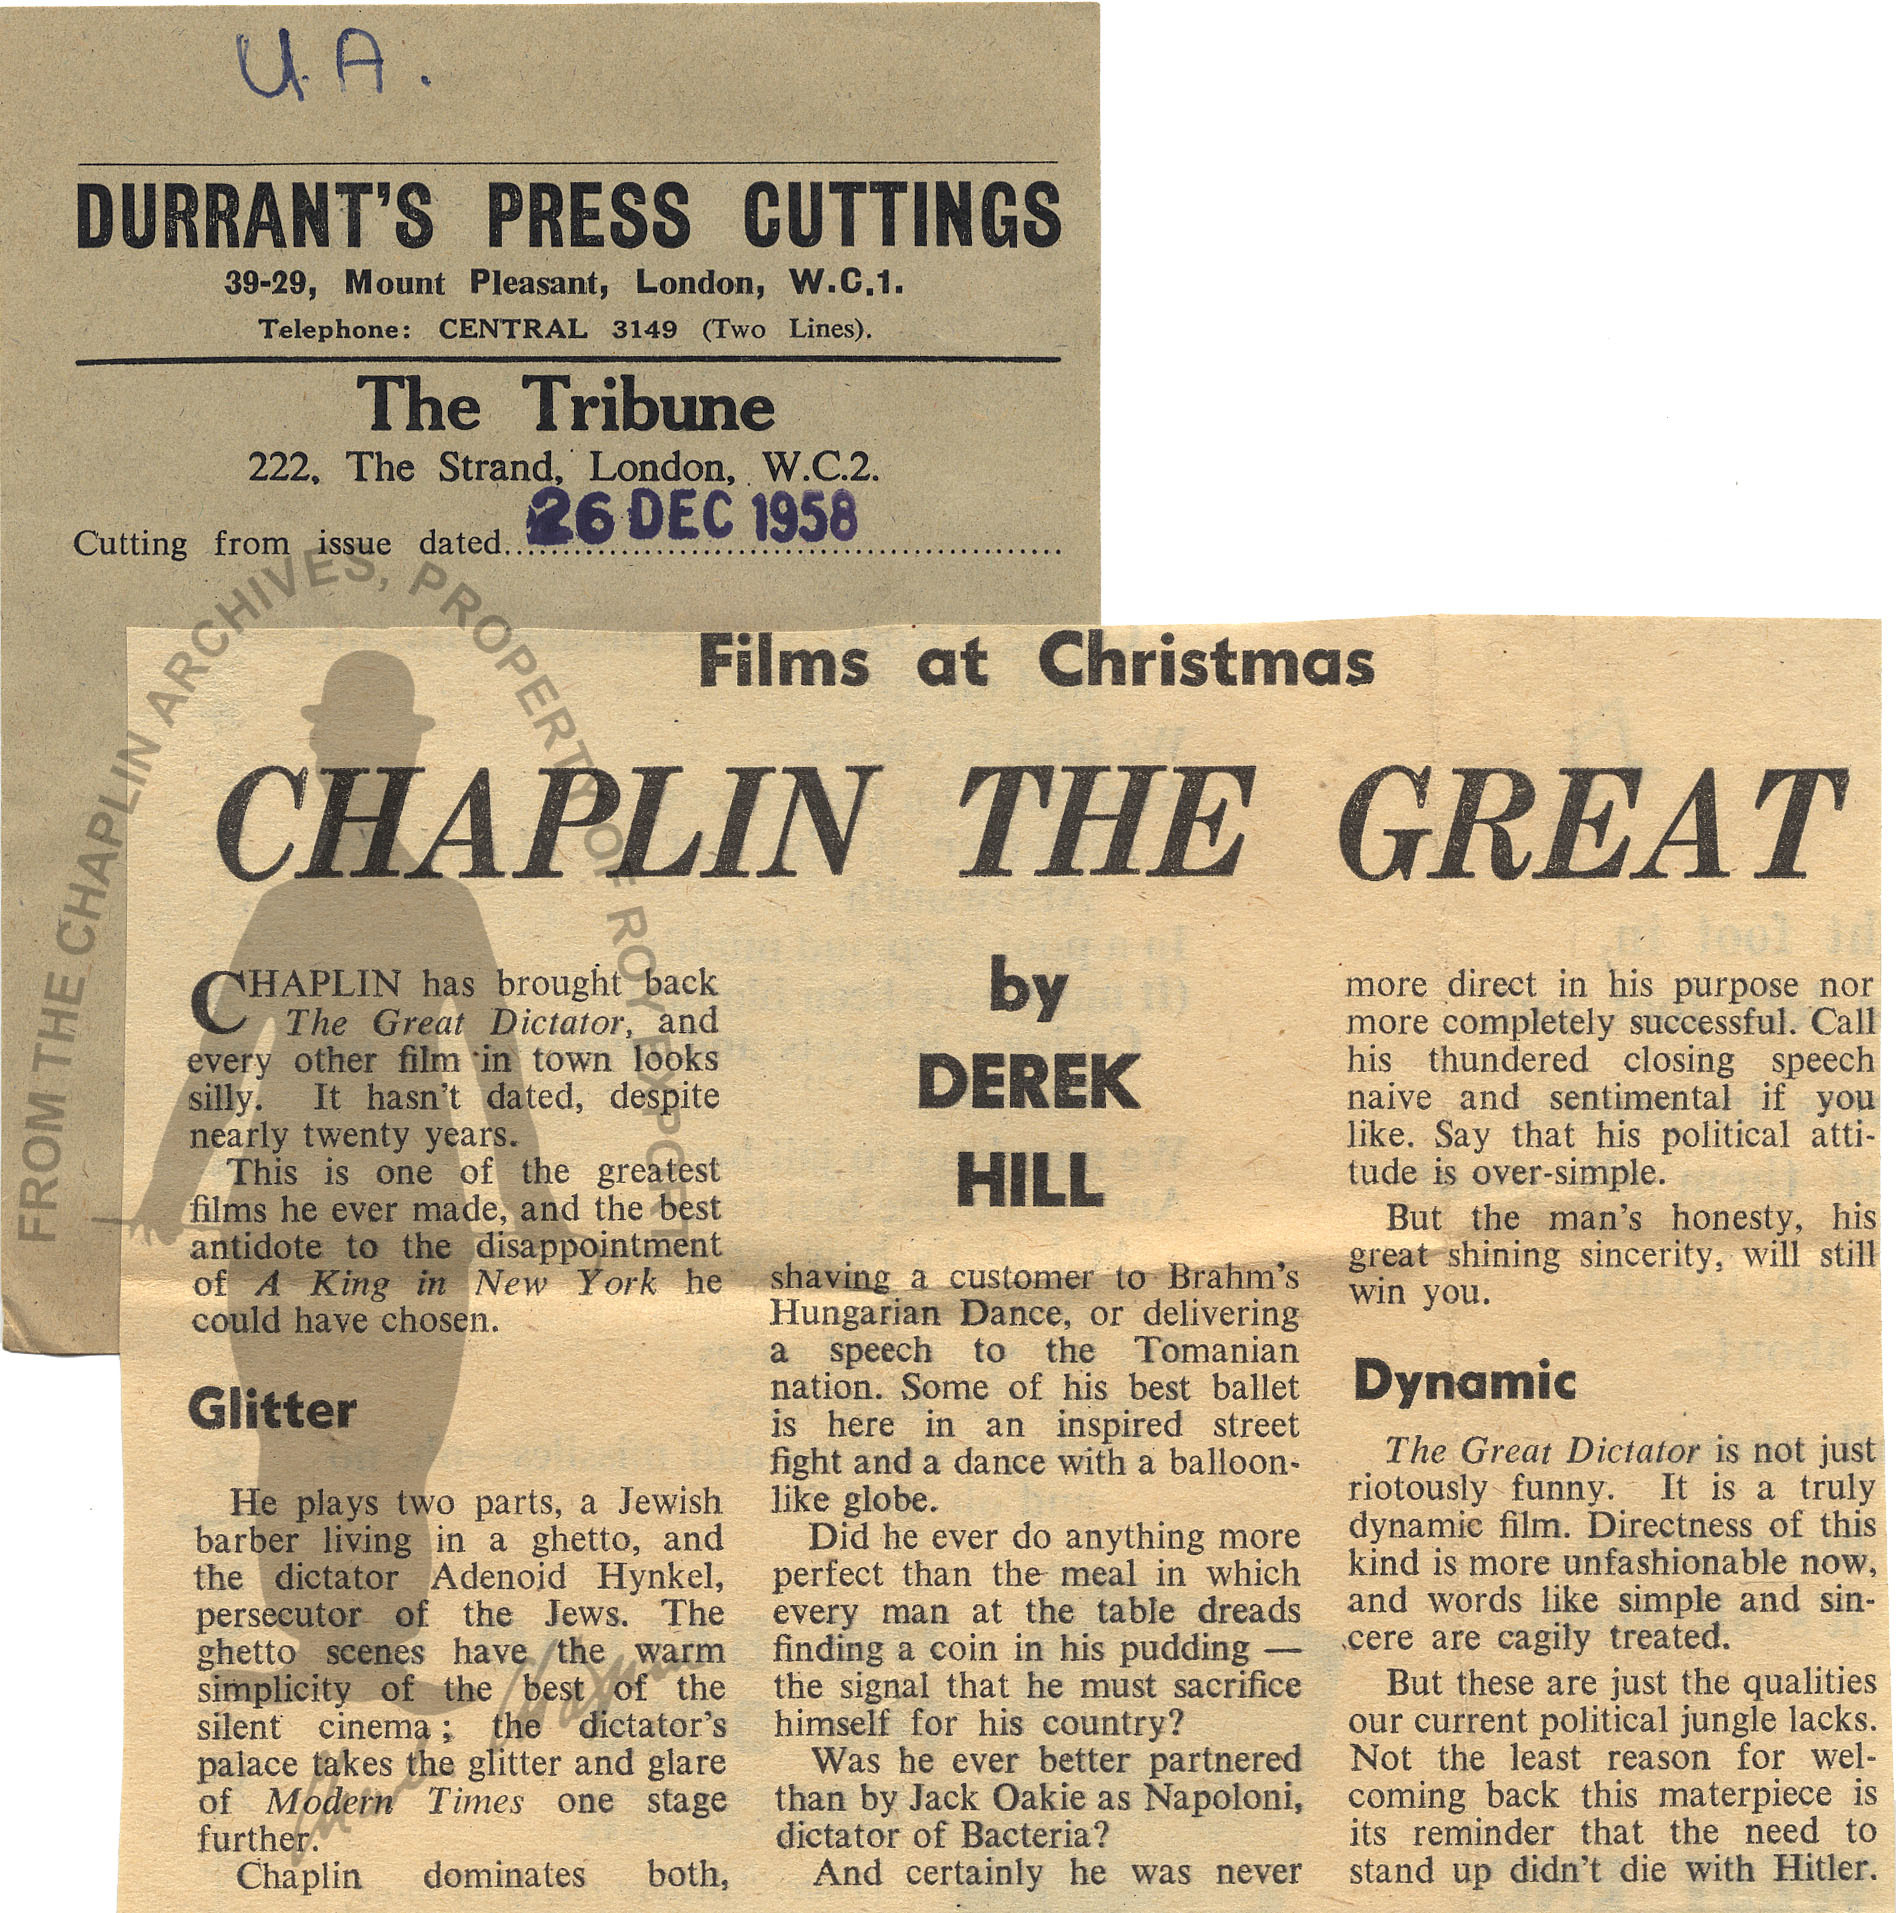 U.A.
DURRANT'S PRESS CUTTINGS
39-29, Mount Pleasant, London, W.C.1.
Telephone: CENTRAL 3149 (Two Lines).
The Tribune
222, The Strand, London, W.C.2.
Cutting from issue dated 26 DEC 1958
FROM THE CHAPLIN ARCHIVES, PROPERTY OF ROY EXPORT
Films at Christmas
CHAPLIN THE GREAT
by
DEREK
HILL
CHAPLIN has brought back
The Great Dictator, and
every other film in town looks
silly. It hasn't dated, despite
nearly twenty years.
This is one of the greatest
films he ever made, and the best
antidote to the disappointment
of A King in New York he
could have chosen.
Glitter
He plays two parts, a Jewish
barber living in a ghetto, and
the dictator Adenoid Hynkel,
persecutor of the Jews. The
ghetto scenes have the warm
simplicity of the best of the
silent cinema; the dictator's
palace takes the glitter and glare
of Modern Times one stage
further.
Chaplin dominates both,
shaving a customer to Brahm's
Hungarian Dance, or delivering
a speech to the Tomanian
nation. Some of his best ballet
is here in an inspired street
fight and a dance with a balloon-
like globe.
Did he ever do anything more
perfect than the meal in which
every man at the table dreads
finding a coin in his pudding —
the signal that he must sacrifice
himself for his country?
Was he ever better partnered
than by Jack Oakie as Napoloni,
dictator of Bacteria?
And certainly he was never
more direct in his purpose nor
more completely successful. Call
his thundered closing speech
naive and sentimental if you
like. Say that his political atti-
tude is over-simple.
But the man's honesty, his
great shining sincerity, will still
win you.
Dynamic
The Great Dictator is not just
riotously funny. It is a truly
dynamic film. Directness of this
kind is more unfashionable now,
and words like simple and sin-
cere are cagily treated.
But these are just the qualities
our current political jungle lacks.
Not the least reason for wel-
coming back this materpiece is
its reminder that the need to
stand up didn't die with Hitler.